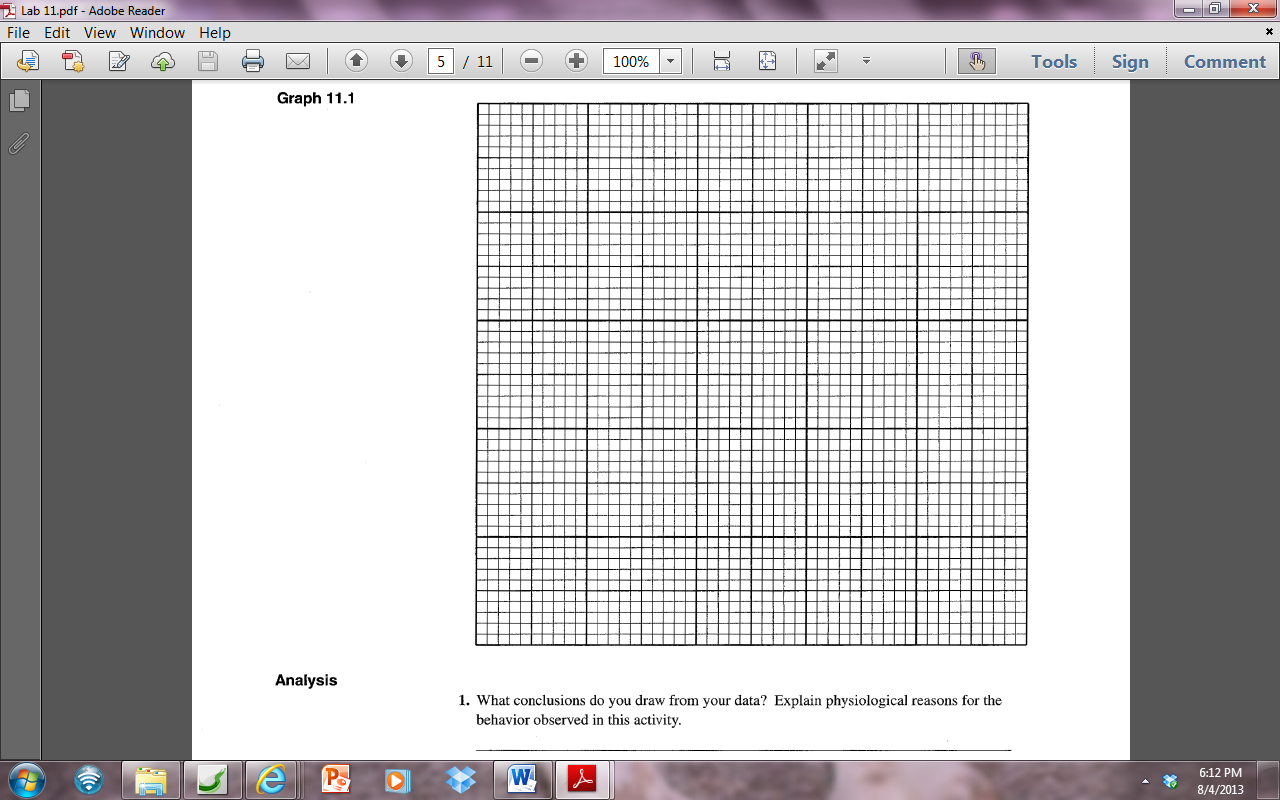 Lab 11.pdf - Adobe Reader
File Edit View Window Help
5 / 11 100% Tools Sign Comment
Graph 11.1
Analysis
1. What conclusions do you draw from your data? Explain physiological reasons for the
behavior observed in this activity.
6:12 PM
8/4/2013